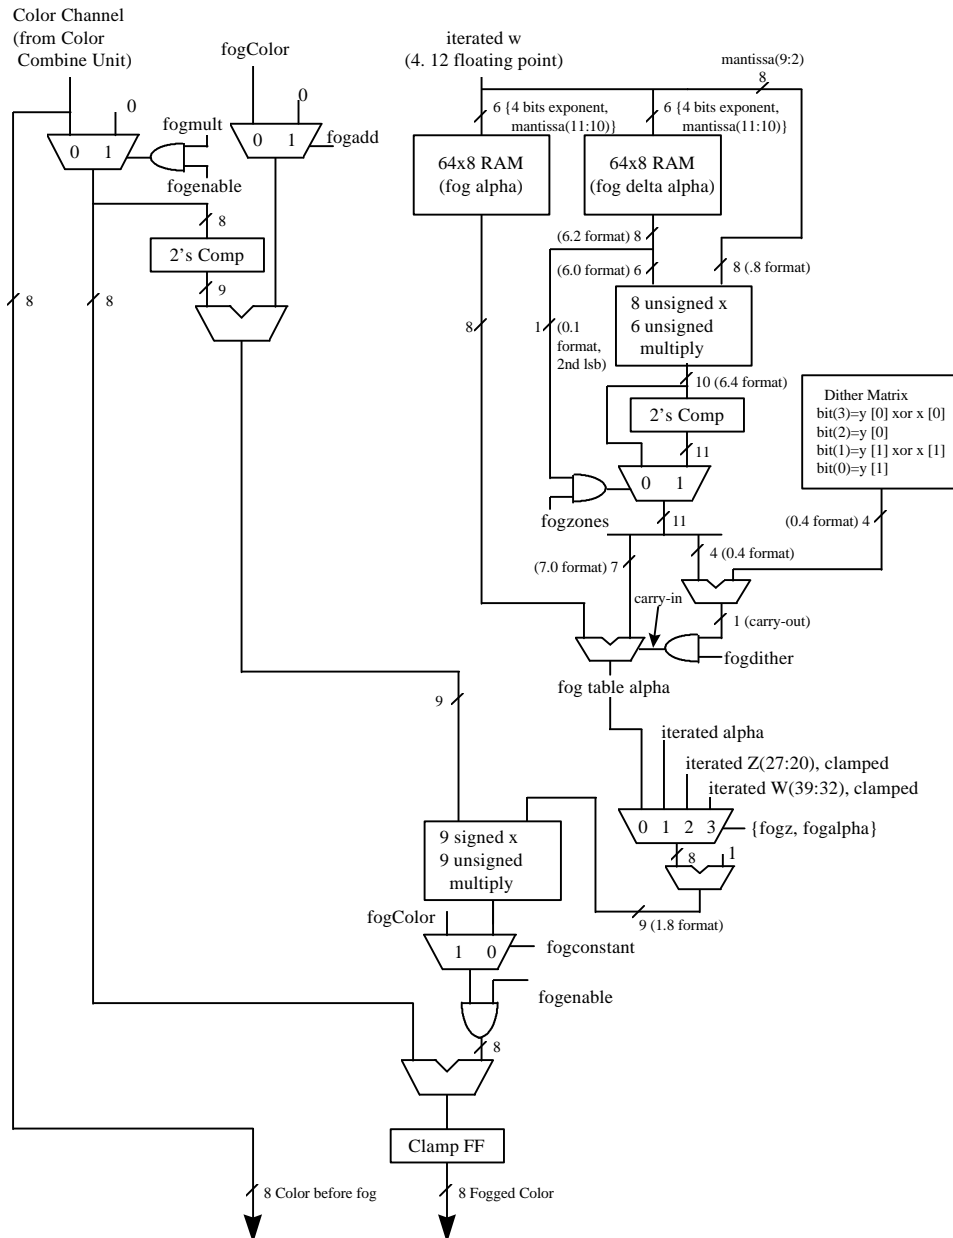 Color Channel
(from Color
Combine Unit)
fogColor
iterated w
(4. 12 floating point)
mantissa(9:2)
8
0
0
6 {4 bits exponent,
mantissa(11:10)}
6 {4 bits exponent,
mantissa(11:10)}
fogmult
0 1
0 1
fogadd
fogenable
64x8 RAM
(fog alpha)
64x8 RAM
(fog delta alpha)
8
2's Comp
9
(6.2 format) 8
(6.0 format) 6
8 (.8 format)
8
8
8
1
(0.1
format,
2nd lsb)
8 unsigned x
6 unsigned
multiply
10 (6.4 format)
2's Comp
11
Dither Matrix
bit(3)=y [0] xor x [0]
bit(2)=y [0]
bit(1)=y [1] xor x [1]
bit(0)=y [1]
0 1
fogzones
11
(0.4 format) 4
(7.0 format) 7
4 (0.4 format)
carry-in
1 (carry-out)
fogdither
fog table alpha
9
iterated alpha
iterated Z(27:20), clamped
iterated W(39:32), clamped
0 1 2 3
{fogz, fogalpha}
8
1
9 signed x
9 unsigned
multiply
9 (1.8 format)
fogColor
1 0
fogconstant
fogenable
8
Clamp FF
8 Color before fog
8 Fogged Color